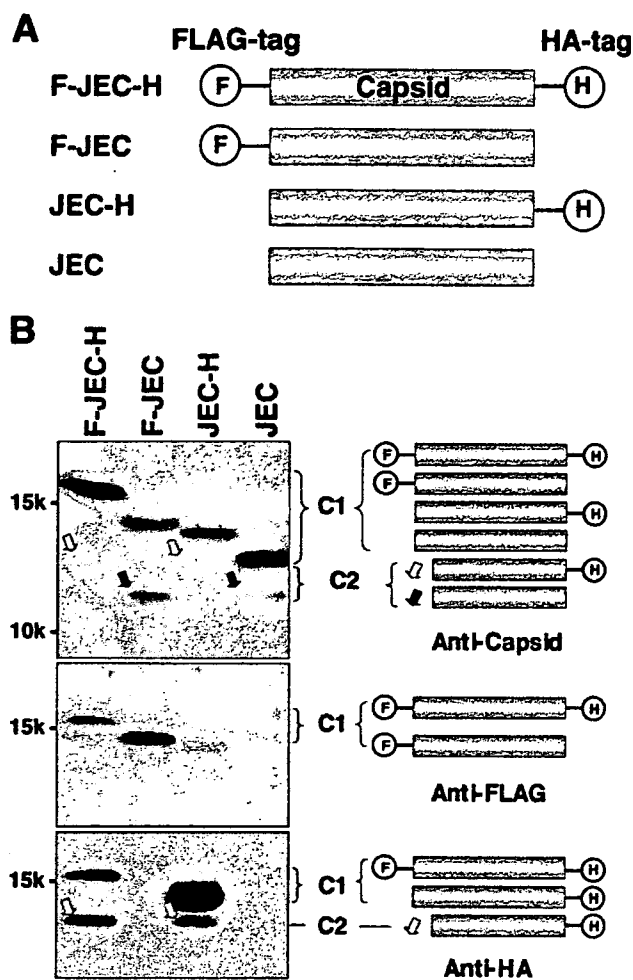 A
FLAG-tag
HA-tag
F-JEC-H
F
Capsid
H
F-JEC
F
JEC-H
H
JEC
B
F-JEC-H
F-JEC
JEC-H
JEC
15k
10k
C1
C2
F
H
F
H
H
Anti-Capsid
15k
C1
F
H
F
Anti-FLAG
15k
C1
C2
F
H
H
H
Anti-HA